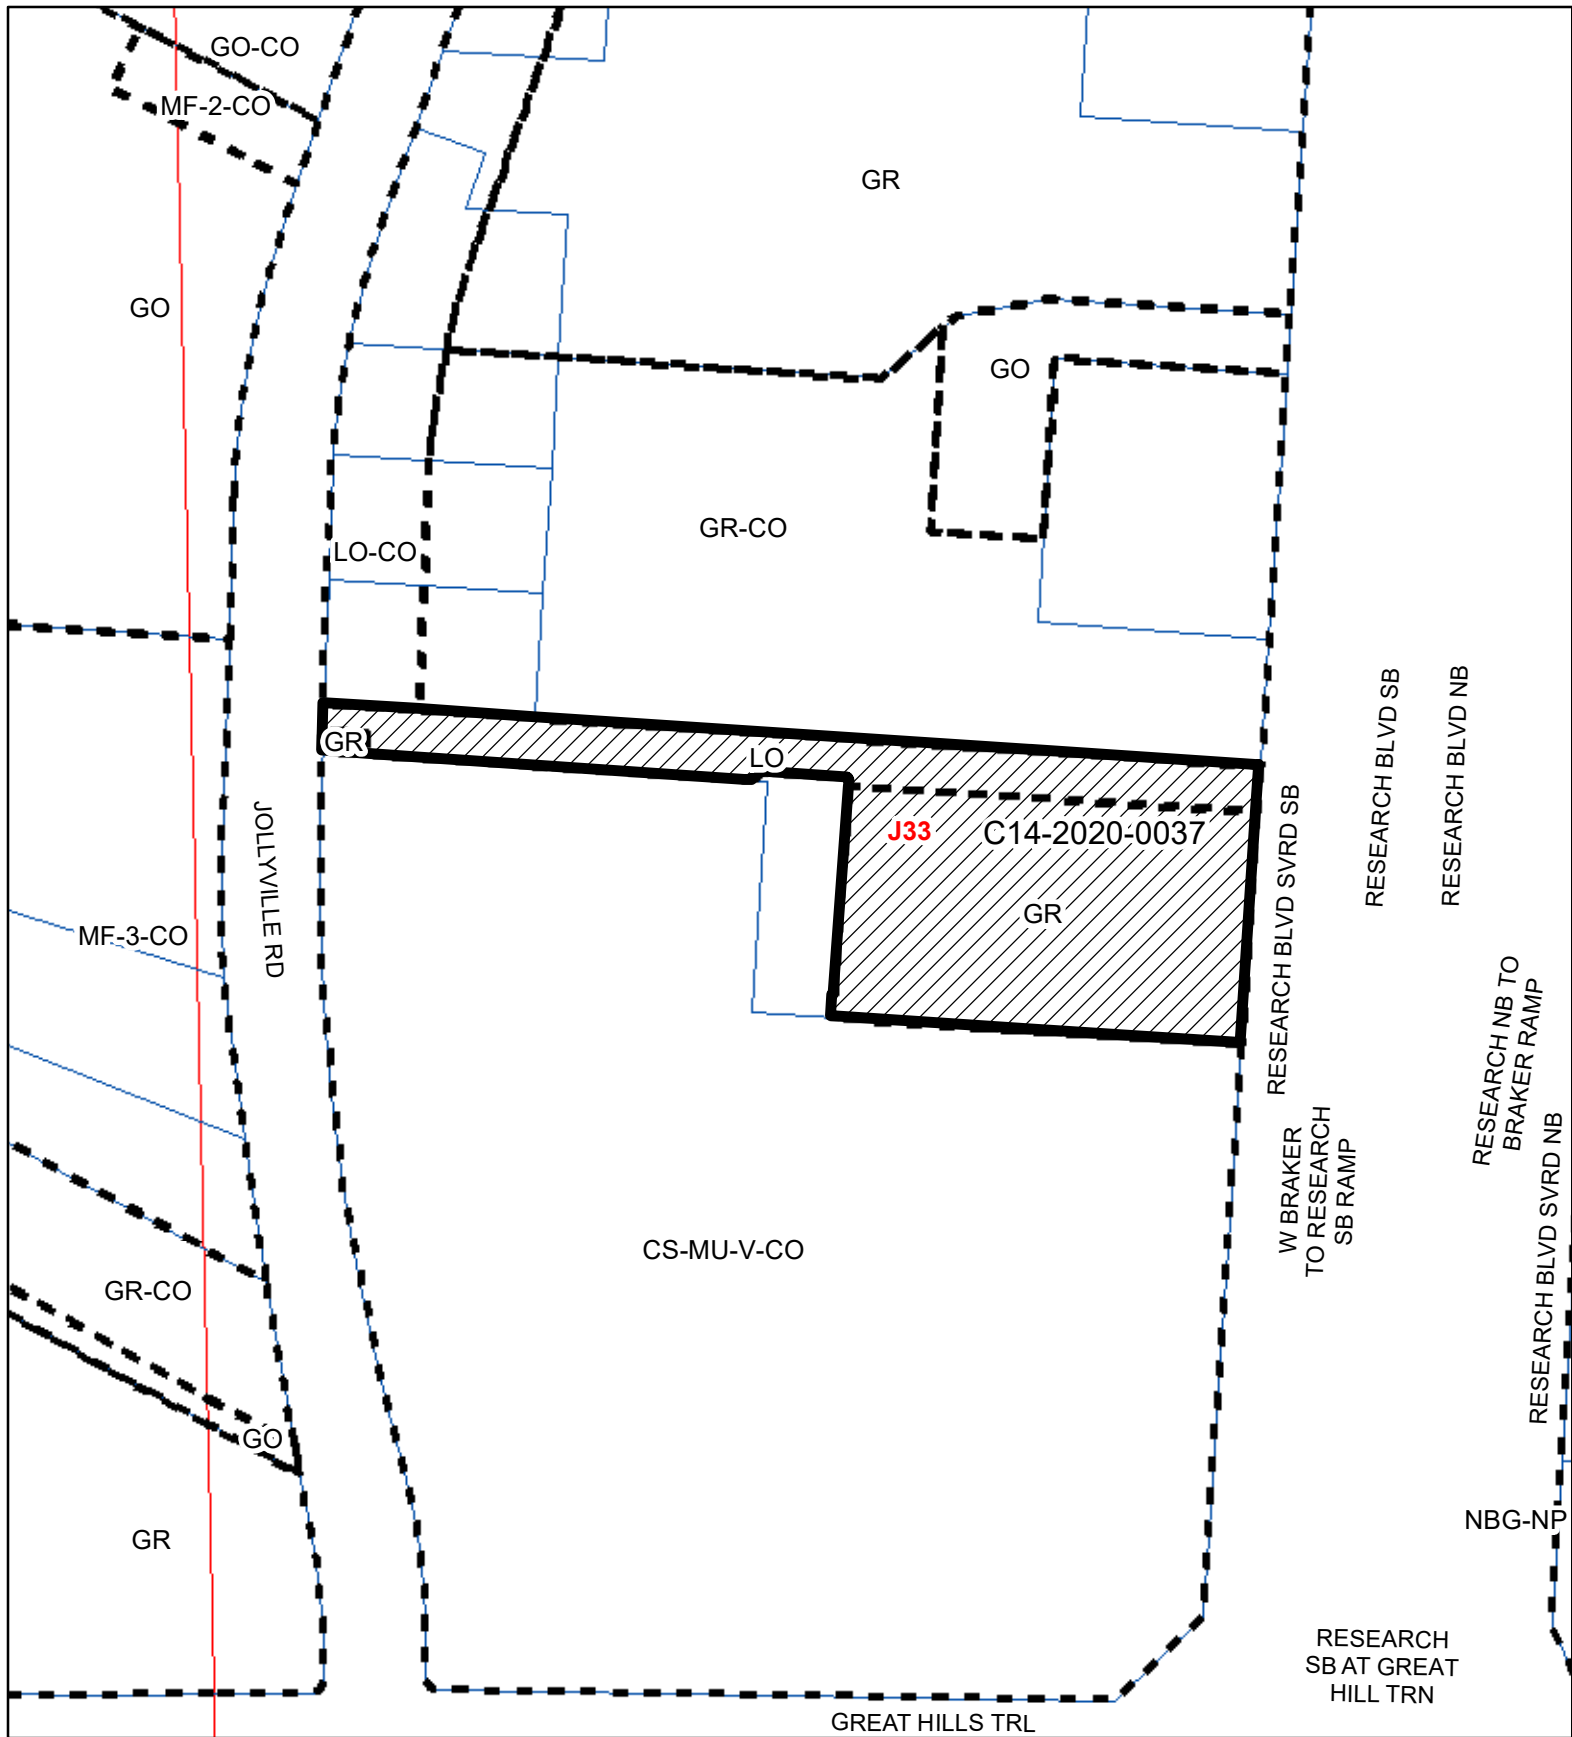 GO-CO
MF-2-CO
GR
GO
GO
GR-CO
LO-CO
RESEARCH BLVD SB
RESEARCH BLVD NB
GR
LO
J33
C14-2020-0037
GR
JOLLYVILLE RD
MF-3-CO
RESEARCH BLVD SVRD SB
RESEARCH NB TO
BRAKER RAMP
W BRAKER
TO RESEARCH
SB RAMP
RESEARCH BLVD SVRD NB
CS-MU-V-CO
GR-CO
GO
GR
NBG-NP
RESEARCH
SB AT GREAT
HILL TRN
GREAT HILLS TRL